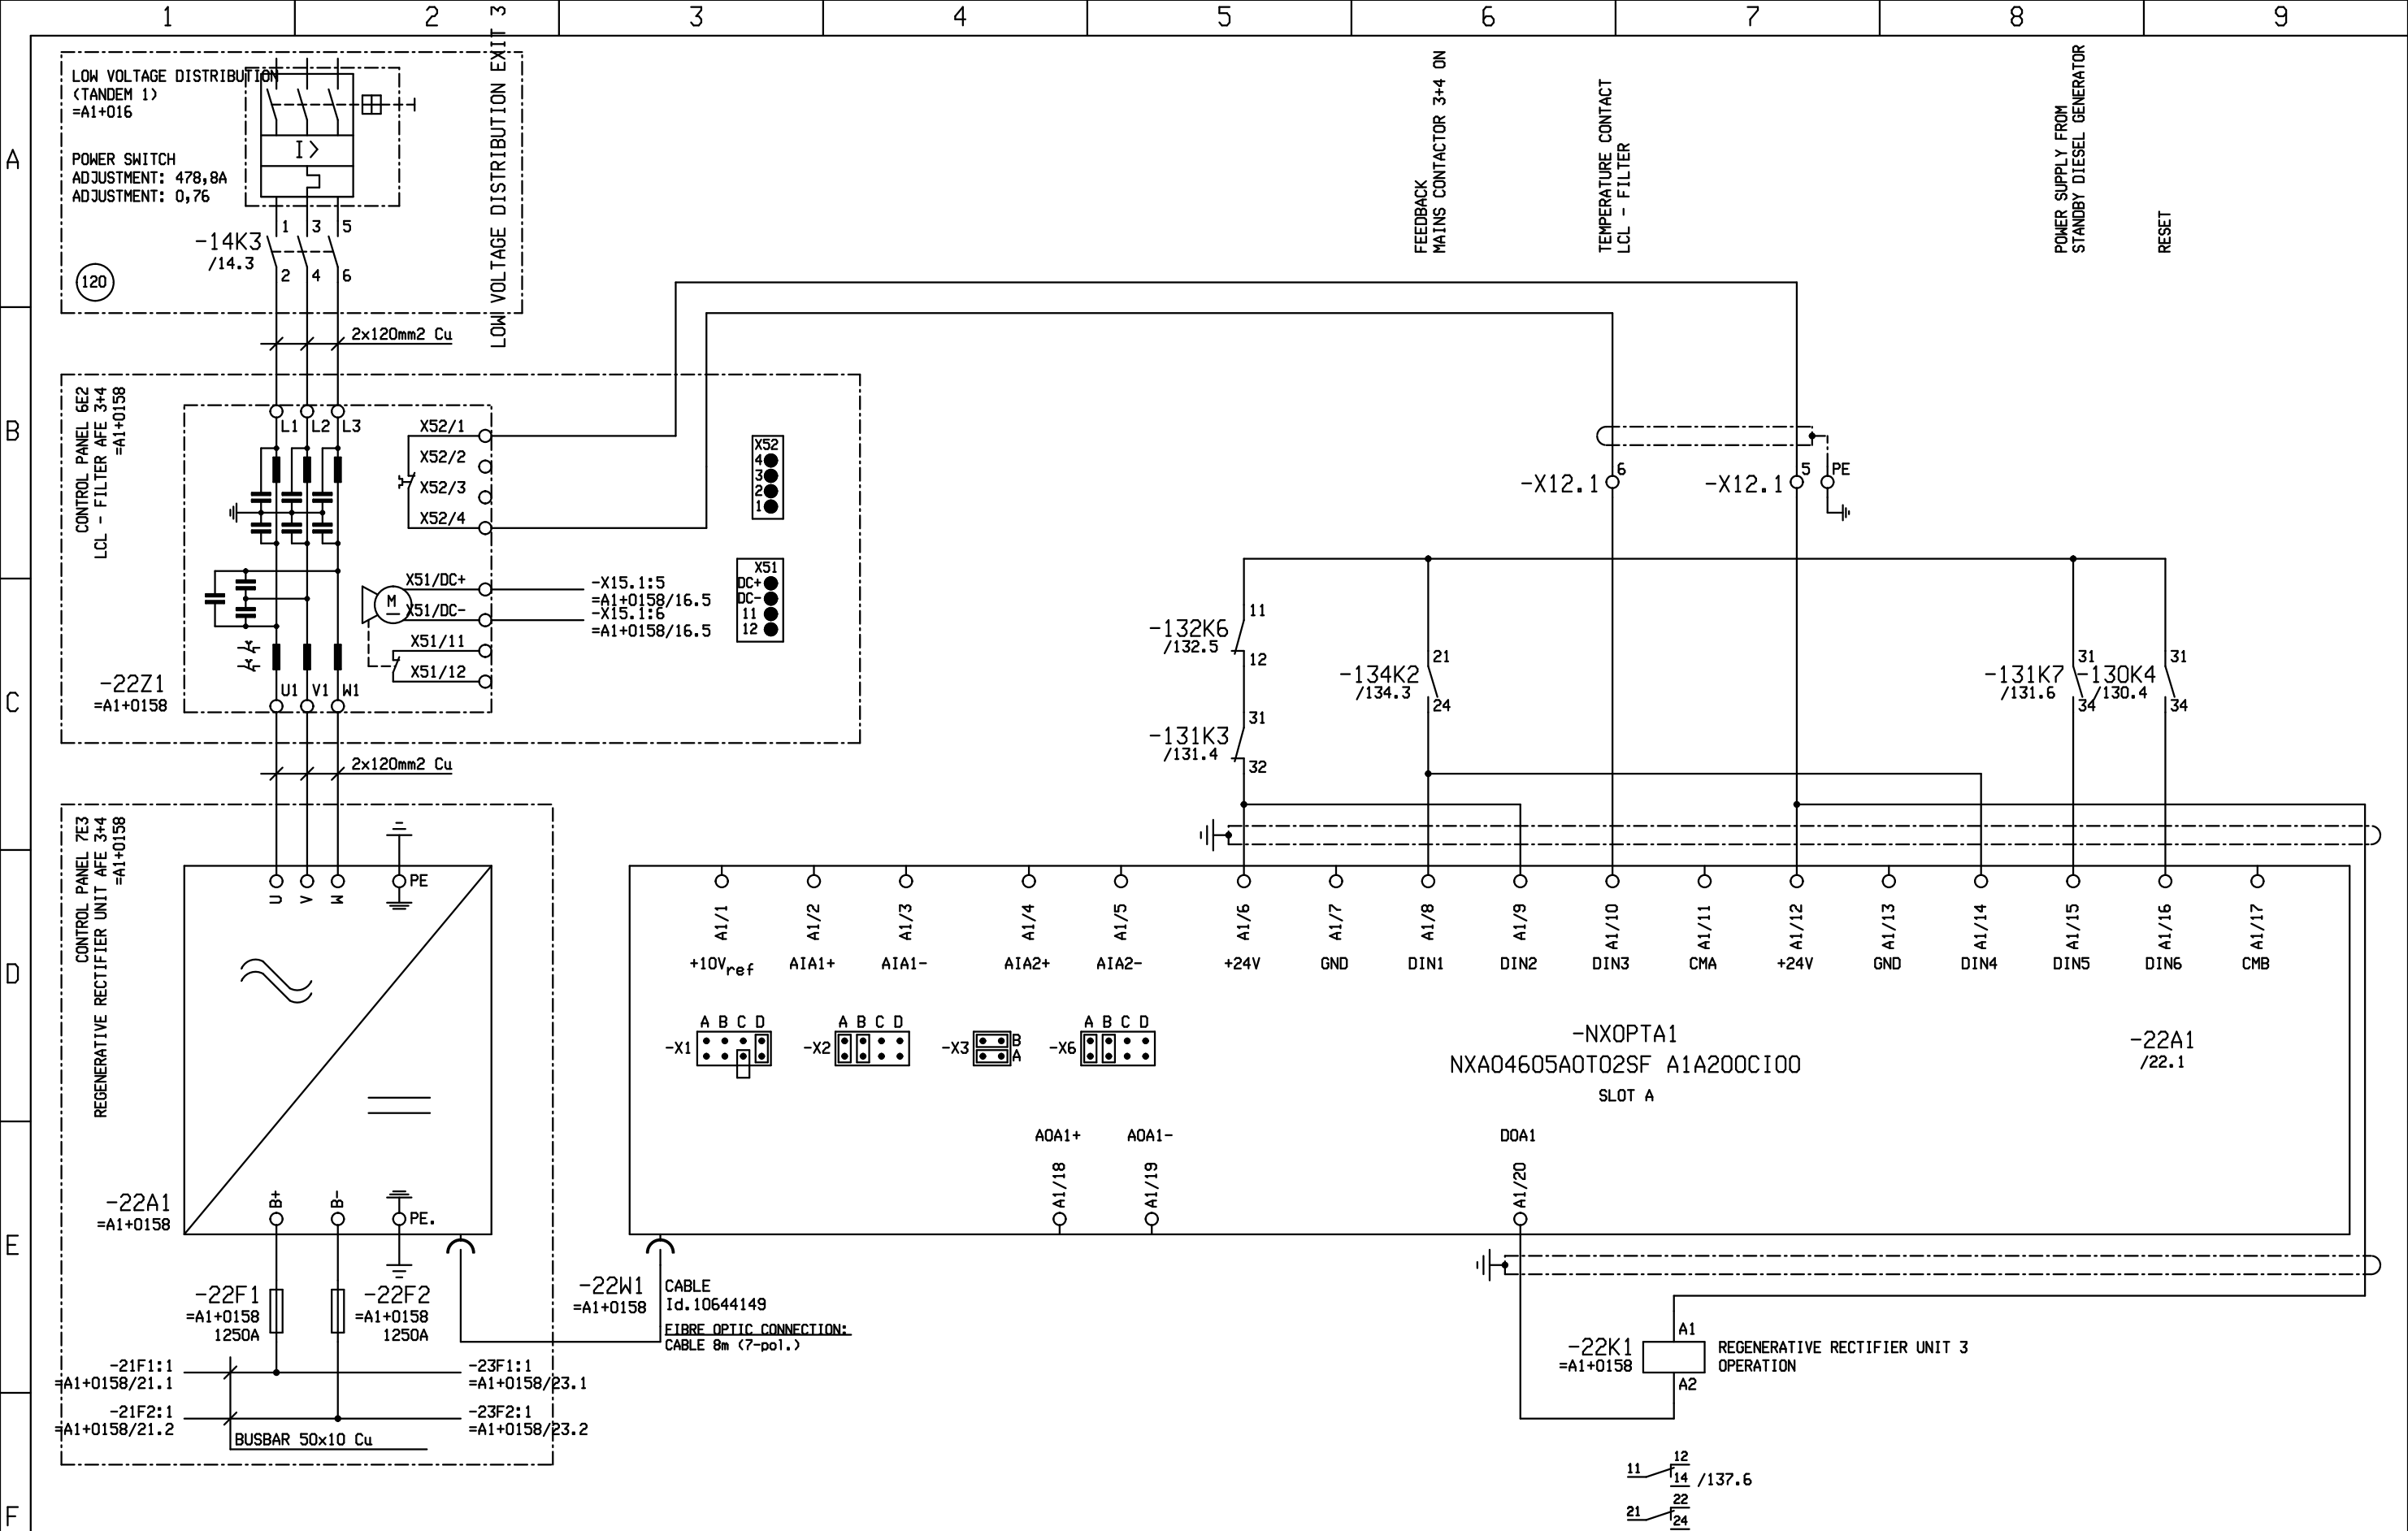 1 2 3 4 5 6 7 8 9
A
B
C
D
E
F
LOW VOLTAGE DISTRIBUTION
(TANDEM 1)
=A1+O16
POWER SWITCH
ADJUSTMENT: 478,8A
ADJUSTMENT: 0,76
I >
1 3 5
-14K3
/14.3
2 4 6
120
LOW VOLTAGE DISTRIBUTION EXIT 3
2x120mm2 Cu
FEEDBACK
MAINS CONTACTOR 3+4 ON
TEMPERATURE CONTACT
LCL - FILTER
POWER SUPPLY FROM
STANDBY DIESEL GENERATOR
RESET
CONTROL PANEL 6E2
LCL - FILTER AFE 3+4
=A1+O158
L1 L2 L3
X52/1
X52/2
X52/3
X52/4
X52
4
3
2
1
X51/DC+
X51/DC-
X51/11
X51/12
M
-X15.1:5
=A1+O158/16.5
-X15.1:6
=A1+O158/16.5
X51
DC+
DC-
11
12
-22Z1
=A1+O158
U1 V1 W1
2x120mm2 Cu
-X12.1
6
-X12.1
5
PE
-132K6
/132.5
11
12
-131K3
/131.4
31
32
-134K2
/134.3
21
24
-131K7
/131.6
31
34
-130K4
/130.4
31
34
CONTROL PANEL 7E3
REGENERATIVE RECTIFIER UNIT AFE 3+4
=A1+O158
U V W PE
-22A1
=A1+O158
B+ B- PE.
-22F1
=A1+O158
1250A
-22F2
=A1+O158
1250A
-21F1:1
=A1+O158/21.1
-21F2:1
=A1+O158/21.2
-23F1:1
=A1+O158/23.1
-23F2:1
=A1+O158/23.2
BUSBAR 50x10 Cu
-22W1
=A1+O158
CABLE
Id.10644149
FIBRE OPTIC CONNECTION:
CABLE 8m (7-pol.)
A1/1 A1/2 A1/3 A1/4 A1/5 A1/6 A1/7 A1/8 A1/9 A1/10 A1/11 A1/12 A1/13 A1/14 A1/15 A1/16 A1/17
+10Vref AIA1+ AIA1- AIA2+ AIA2- +24V GND DIN1 DIN2 DIN3 CMA +24V GND DIN4 DIN5 DIN6 CMB
A B C D
-X1
A B C D
-X2
-X3
B
A
A B C D
-X6
-NXOPTA1
NXA04605A0T02SF A1A200CI00
SLOT A
-22A1
/22.1
AOA1+ AOA1- DOA1
A1/18 A1/19 A1/20
-22K1
=A1+O158
A1
A2
REGENERATIVE RECTIFIER UNIT 3
OPERATION
11
12
14
/137.6
21
22
24